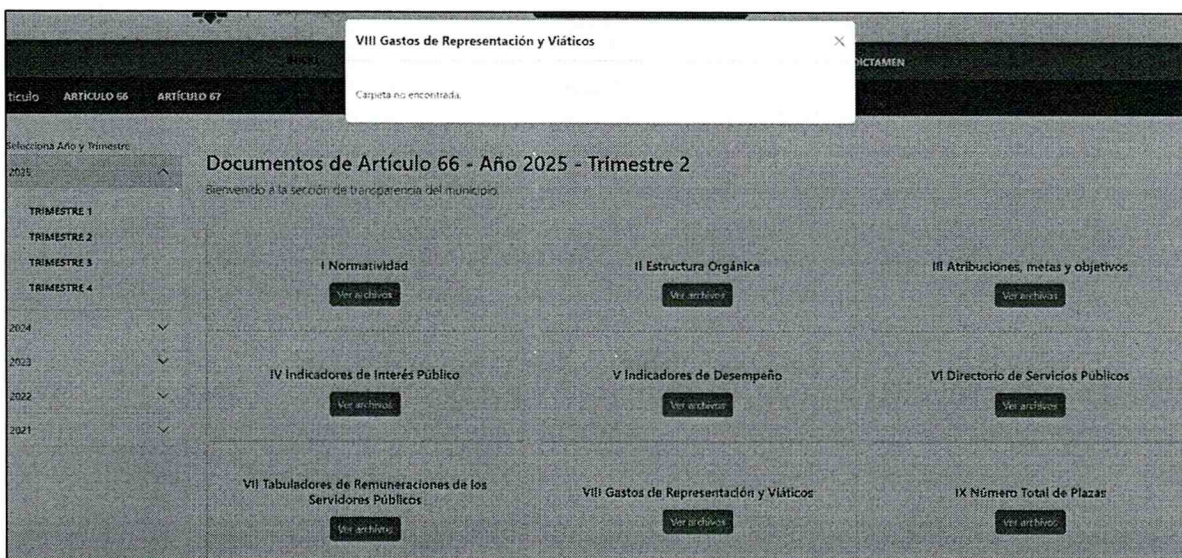 VIII Gastos de Representación y Viáticos
Carpeta no encontrada.
DICTAMEN
tículo ARTÍCULO 66 ARTÍCULO 67
Selecciona Año y Trimestre
2025
TRIMESTRE 1
TRIMESTRE 2
TRIMESTRE 3
TRIMESTRE 4
2024
2023
2022
2021
Documentos de Artículo 66 - Año 2025 - Trimestre 2
Bienvenido a la sección de transparencia del municipio.
I Normatividad
Ver archivos
II Estructura Orgánica
Ver archivos
III Atribuciones, metas y objetivos
Ver archivos
IV Indicadores de Interés Público
Ver archivos
V Indicadores de Desempeño
Ver archivos
VI Directorio de Servicios Públicos
Ver archivos
VII Tabuladores de Remuneraciones de los
Servidores Públicos
Ver archivos
VIII Gastos de Representación y Viáticos
Ver archivos
IX Número Total de Plazas
Ver archivos